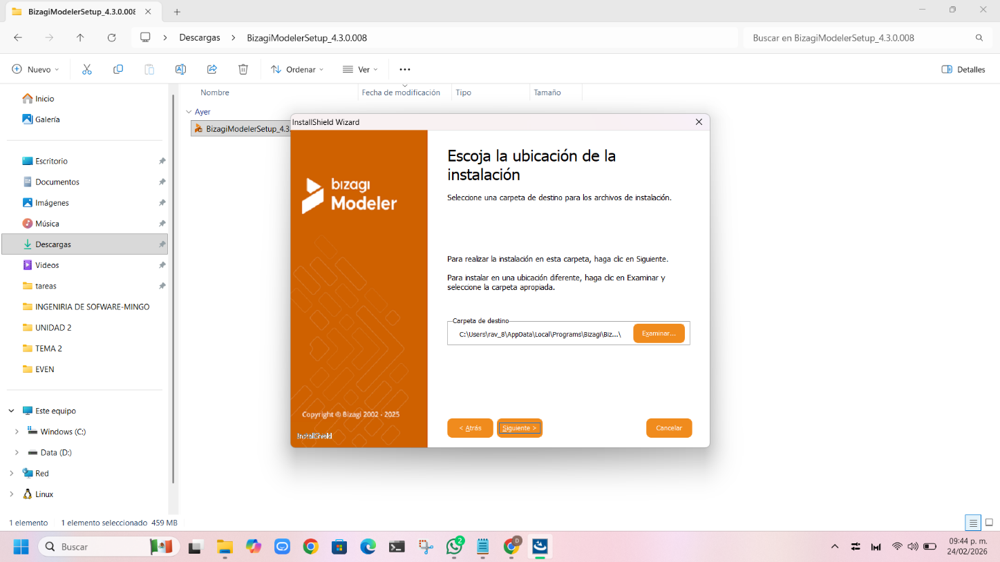 BizagiModelerSetup_4.3.0.008
Descargas
BizagiModelerSetup_4.3.0.008
Buscar en BizagiModelerSetup_4.3.0.008
Nuevo
Ordenar
Ver
Detalles
Inicio
Galería
Escritorio
Documentos
Imágenes
Música
Descargas
Videos
tareas
INGENIRIA DE SOFWARE-MINGO
UNIDAD 2
TEMA 2
EVEN
Este equipo
Windows (C:)
Data (D:)
Red
Linux
Nombre
Fecha de modificación
Tipo
Tamaño
Ayer
BizagiModelerSetup_4.3
InstallShield Wizard
bizagi
Modeler
Copyright © Bizagi 2002 - 2025
InstallShield
Escoja la ubicación de la
instalación
Seleccione una carpeta de destino para los archivos de instalación.
Para realizar la instalación en esta carpeta, haga clic en Siguiente.
Para instalar en una ubicación diferente, haga clic en Examinar y
seleccione la carpeta apropiada.
Carpeta de destino
C:\Users\rav_8\AppData\Local\Programs\Bizagi\Biz...\
Examinar...
< Atrás
Siguiente >
Cancelar
1 elemento
1 elemento seleccionado
459 MB
Buscar
2
D
09:44 p. m.
24/02/2026